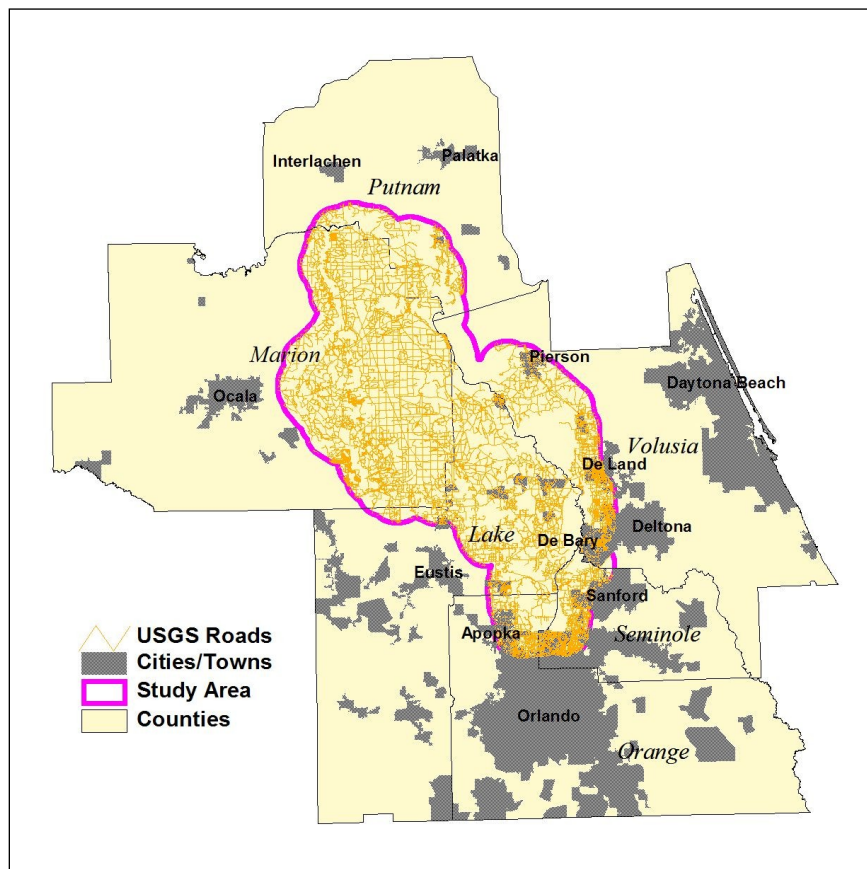 Interlachen
Palatka
Putnam
Marion
Pierson
Ocala
Daytona Beach
Volusia
De Land
Lake
De Bary
Deltona
Eustis
Sanford
Apopka
Seminole
USGS Roads
Cities/Towns
Study Area
Counties
Orlando
Orange